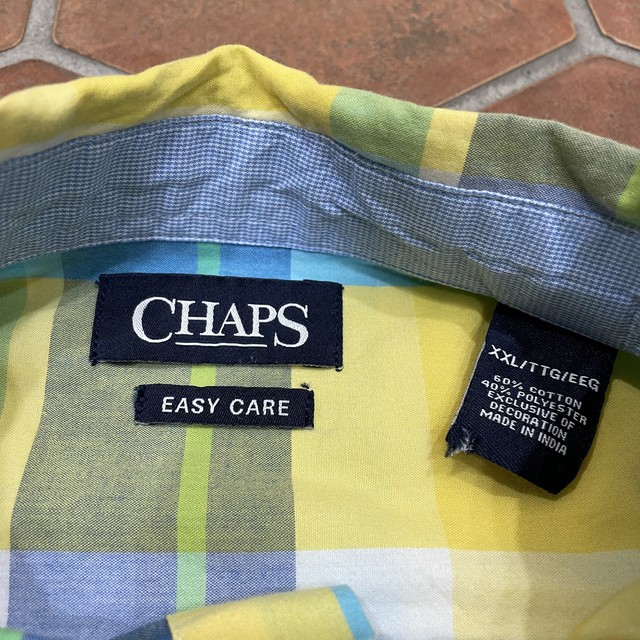 CHAPS
EASY CARE
XXL/TTG/EEG
60% COTTON
40% POLYESTER
EXCLUSIVE OF
DECORATION
MADE IN INDIA